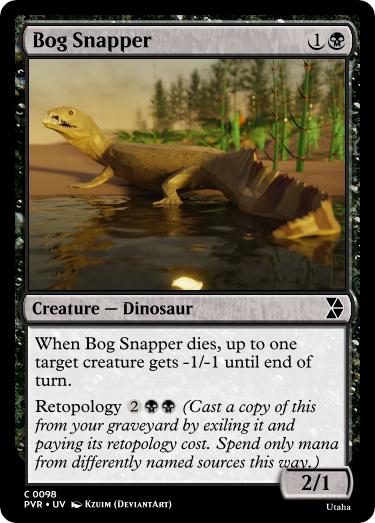 Bog Snapper 1
Creature — Dinosaur
When Bog Snapper dies, up to one
target creature gets -1/-1 until end of
turn.
Retopology 2 (Cast a copy of this
from your graveyard by exiling it and
paying its retopology cost. Spend only mana
from differently named sources this way.)
2/1
C 0098
PVR • UV Kzuim (DeviantArt)
Utaha